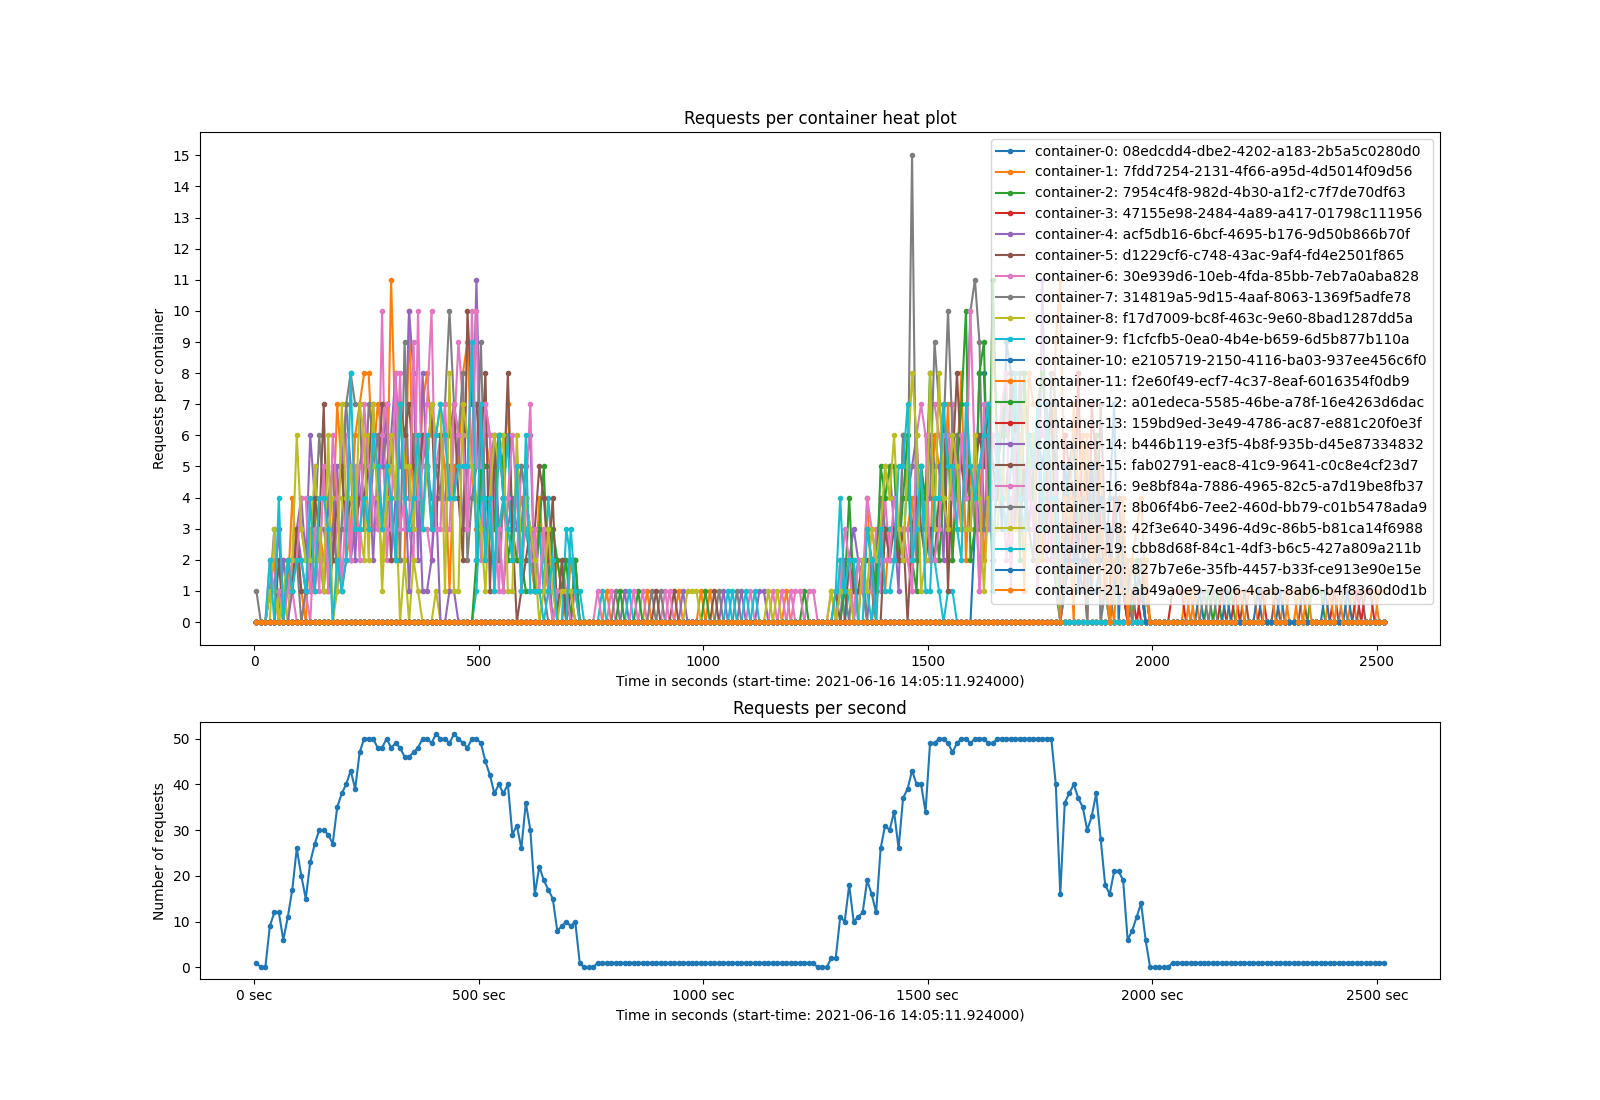 Requests per container heat plot
Requests per container
15
14
13
12
11
10
9
8
7
6
5
4
3
2
1
0
container-0: 08edcdd4-dbe2-4202-a183-2b5a5c0280d0
container-1: 7fdd7254-2131-4f66-a95d-4d5014f09d56
container-2: 7954c4f8-982d-4b30-a1f2-c7f7de70df63
container-3: 47155e98-2484-4a89-a417-01798c111956
container-4: acf5db16-6bcf-4695-b176-9d50b866b70f
container-5: d1229cf6-c748-43ac-9af4-fd4e2501f865
container-6: 30e939d6-10eb-4fda-85bb-7eb7a0aba828
container-7: 314819a5-9d15-4aaf-8063-1369f5adfe78
container-8: f17d7009-bc8f-463c-9e60-8bad1287dd5a
container-9: f1cfcfb5-0ea0-4b4e-b659-6d5b877b110a
container-10: e2105719-2150-4116-ba03-937ee456c6f0
container-11: f2e60f49-ecf7-4c37-8eaf-6016354f0db9
container-12: a01edeca-5585-46be-a78f-16e4263d6dac
container-13: 159bd9ed-3e49-4786-ac87-e881c20f0e3f
container-14: b446b119-e3f5-4b8f-935b-d45e87334832
container-15: fab02791-eac8-41c9-9641-c0c8e4cf23d7
container-16: 9e8bf84a-7886-4965-82c5-a7d19be8fb37
container-17: 8b06f4b6-7ee2-460d-bb79-c01b5478ada9
container-18: 42f3e640-3496-4d9c-86b5-b81ca14f6988
container-19: cbb8d68f-84c1-4df3-b6c5-427a809a211b
container-20: 827b7e6e-35fb-4457-b33f-ce913e90e15e
container-21: ab49a0e9-7e06-4cab-8ab6-b4f8360d0d1b
0 500 1000 1500 2000 2500
Time in seconds (start-time: 2021-06-16 14:05:11.924000)
Requests per second
Number of requests
50
40
30
20
10
0
0 sec 500 sec 1000 sec 1500 sec 2000 sec 2500 sec
Time in seconds (start-time: 2021-06-16 14:05:11.924000)